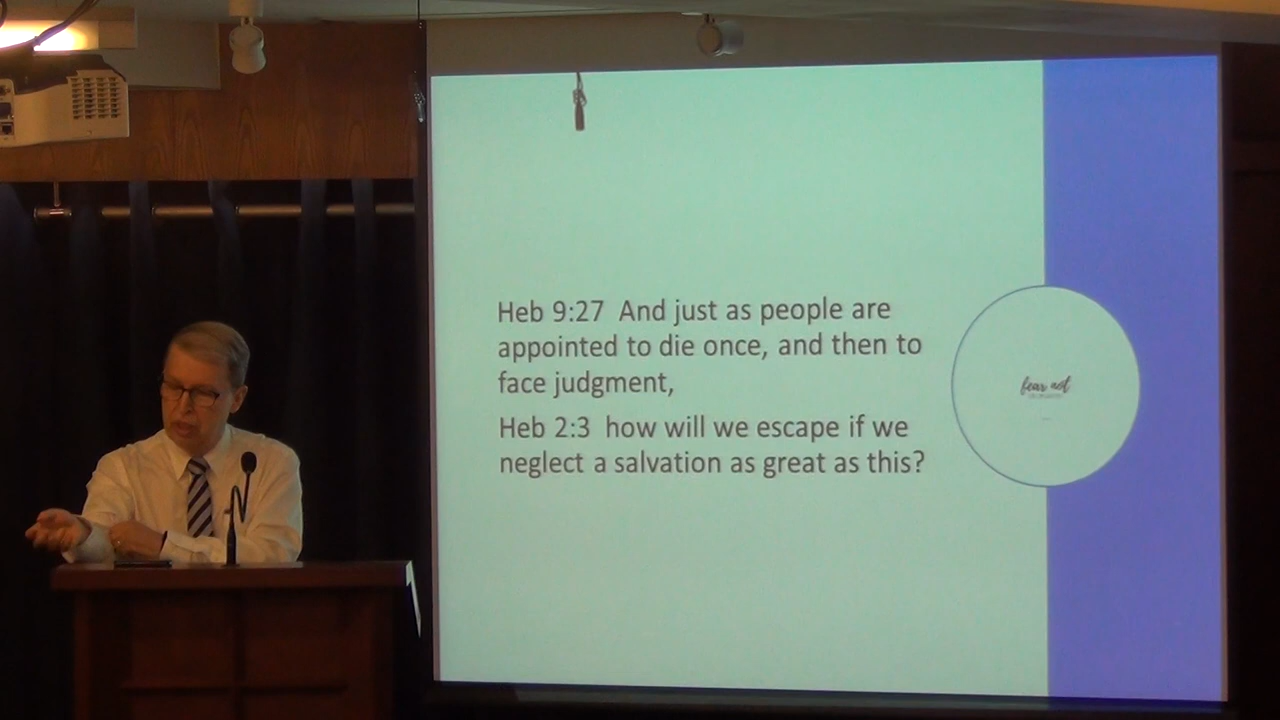 Heb 9:27  And just as people are
appointed to die once, and then to
face judgment,
Heb 2:3  how will we escape if we
neglect a salvation as great as this?
fear not